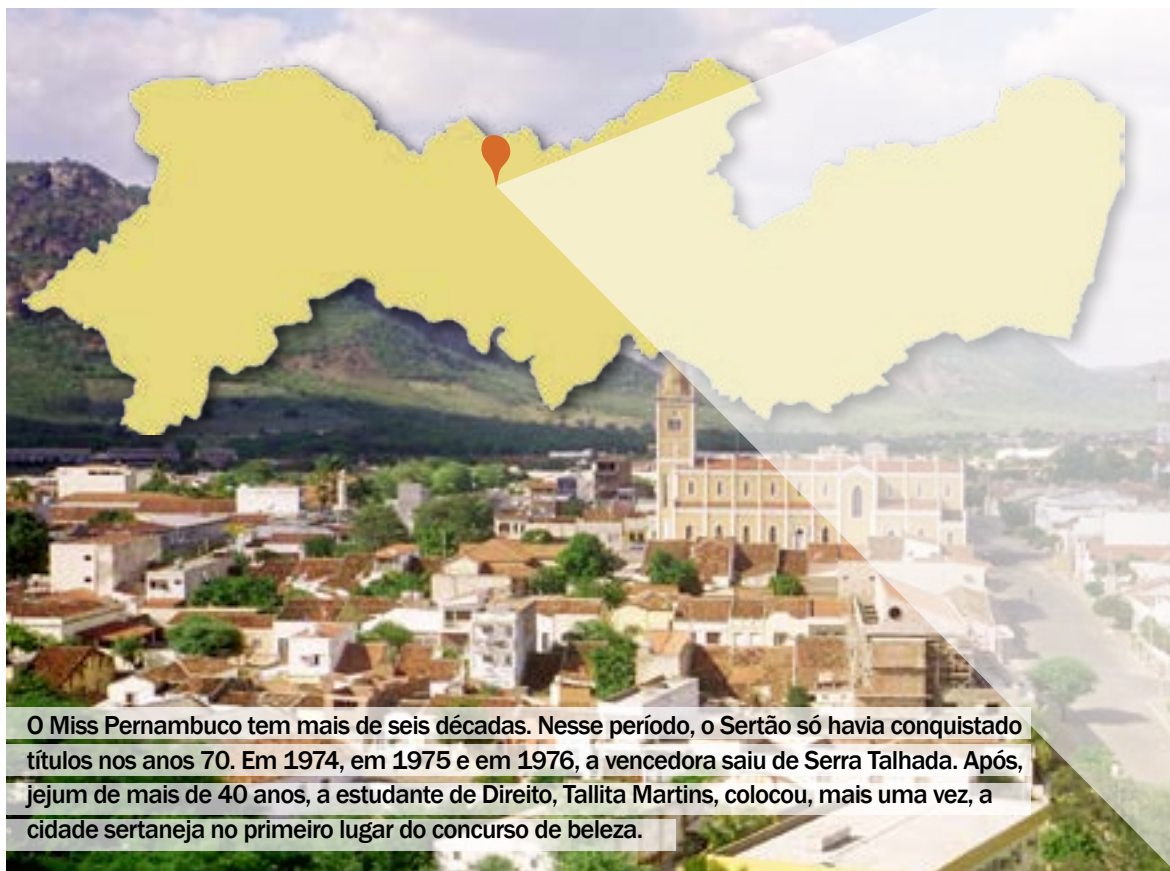 O Miss Pernambuco tem mais de seis décadas. Nesse período, o Sertão só havia conquistado
títulos nos anos 70. Em 1974, em 1975 e em 1976, a vencedora saiu de Serra Talhada. Após,
jejum de mais de 40 anos, a estudante de Direito, Tallita Martins, colocou, mais uma vez, a
cidade sertaneja no primeiro lugar do concurso de beleza.